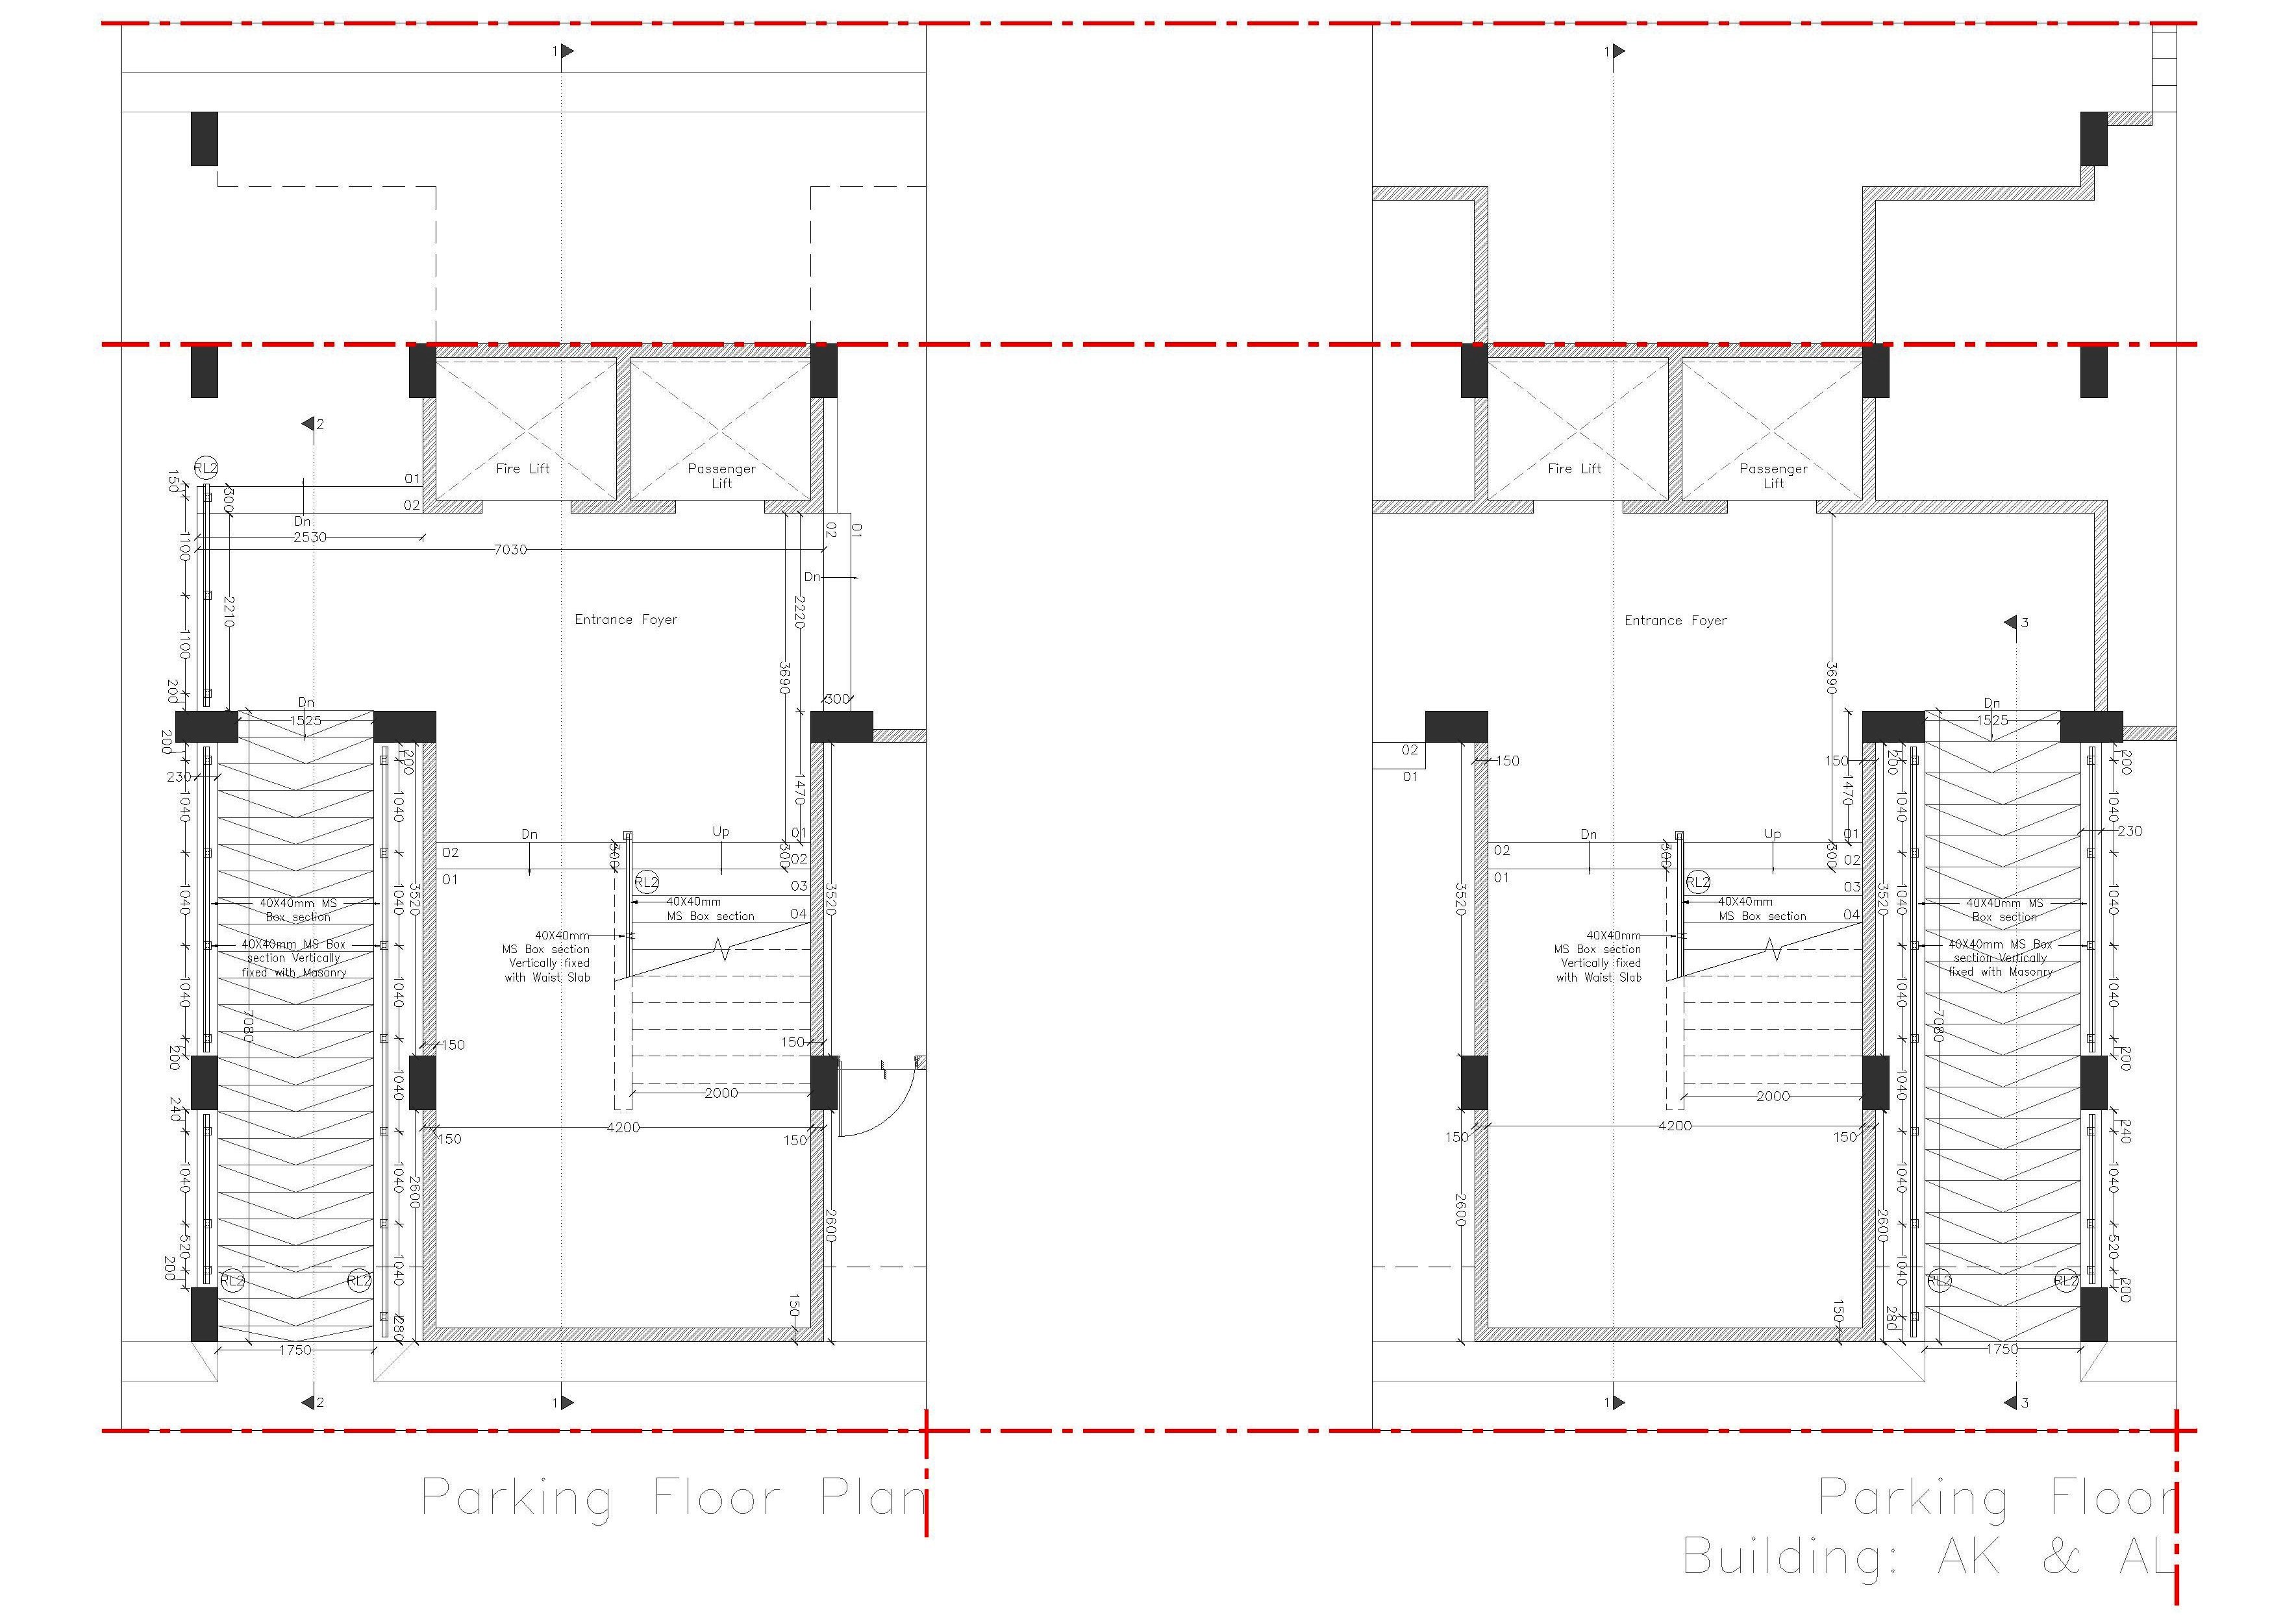 1
2
RL2
150
300
01
02
Dn
2530
7030
1100
2210
1100
200
Fire Lift
Passenger
Lift
02
01
Dn
2220
3690
300
Entrance Foyer
Dn
1525
200
230
200
1040
1040
3520
1040
1040
1040
1040
7080
40X40mm MS
Box section
40X40mm MS Box
section Vertically
fixed with Masonry
Dn
02
01
300
Up
01
02
03
04
300
1470
3520
RL2
40X40mm
MS Box section
40X40mm
MS Box section
Vertically fixed
with Waist Slab
150
150
2000
200
240
1040
520
200
1040
1040
1040
280
2600
RL2
RL2
150
4200
150
2600
150
1750
2
1
Parking Floor Plan
1
Fire Lift
Passenger
Lift
Entrance Foyer
3690
3
02
01
150
150
1470
Dn
1525
200
200
230
Dn
02
01
300
Up
01
02
03
04
300
RL2
40X40mm
MS Box section
40X40mm
MS Box section
Vertically fixed
with Waist Slab
3520
3520
1040
1040
1040
1040
1040
1040
7080
40X40mm MS
Box section
40X40mm MS Box
section Vertically
fixed with Masonry
2000
150
4200
150
200
240
1040
520
200
1040
1040
1040
280
2600
2600
RL2
RL2
150
1750
1
3
Parking Floor
Building: AK & AL